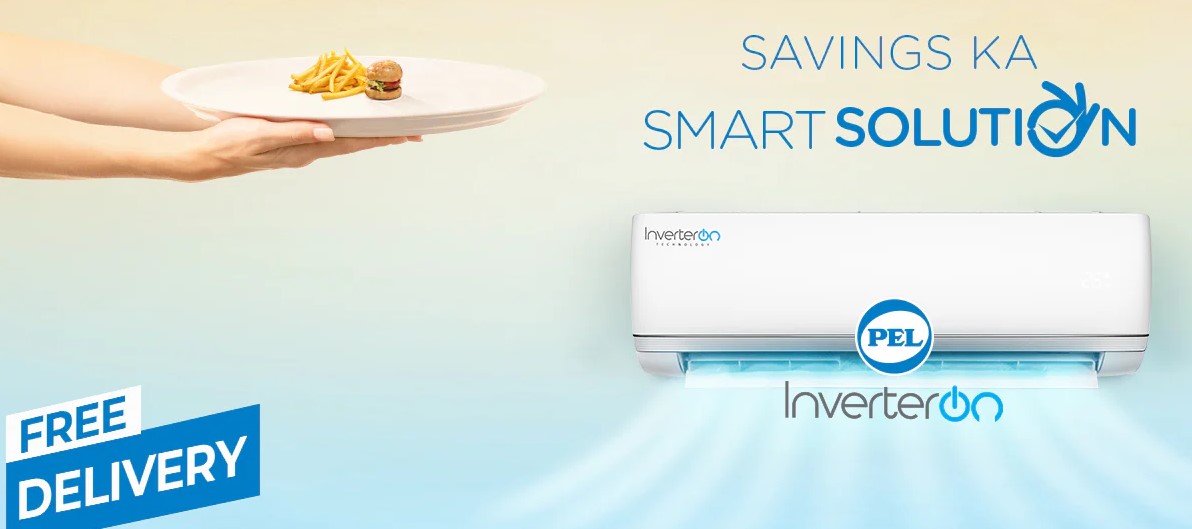 SAVINGS KA
SMART SOLUTION
InverterOn
TECHNOLOGY
PEL
InverterOn
FREE
DELIVERY